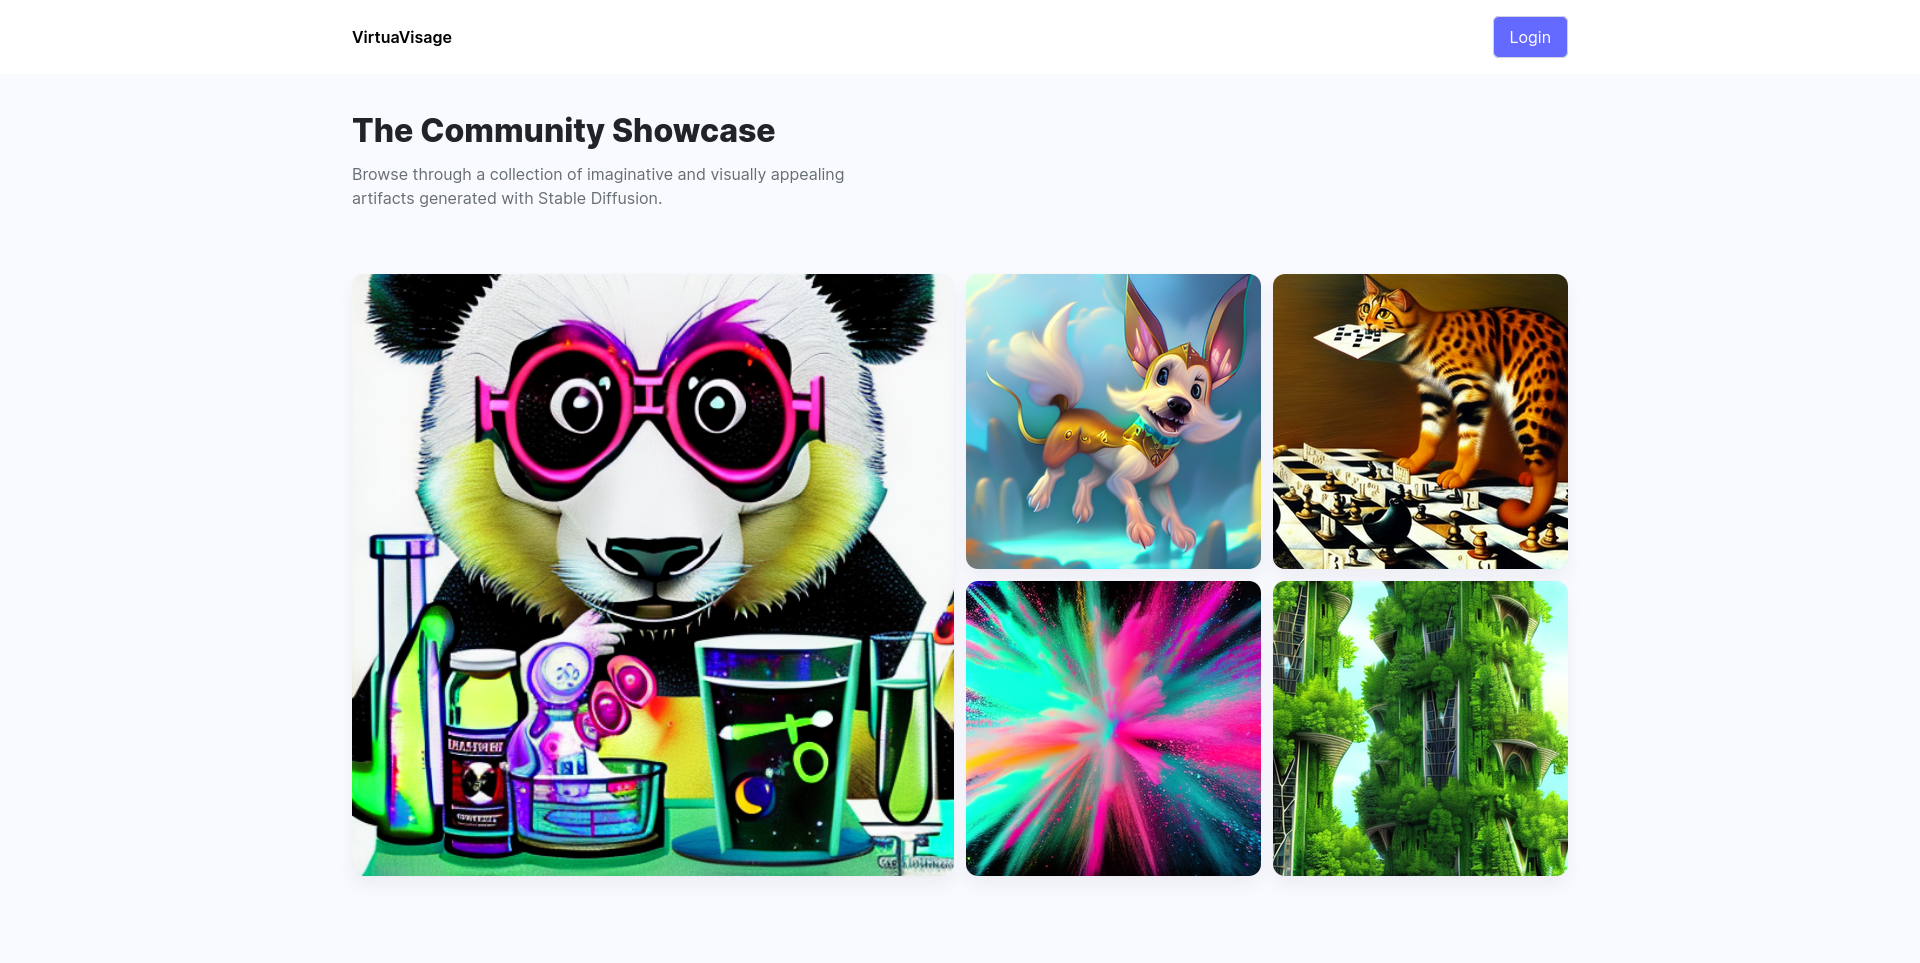 VirtuaVisage
Login
The Community Showcase
Browse through a collection of imaginative and visually appealing
artifacts generated with Stable Diffusion.